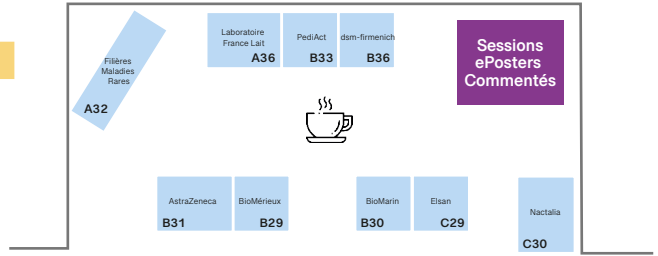 Filières
Maladies
Rares
A32
Laboratoire
France Lait
A36
PediAct
B33
dsm-firmenich
B36
Sessions
ePosters
Commentés
AstraZeneca
B31
BioMérieux
B29
BioMarin
B30
Elsan
C29
Nactalia
C30